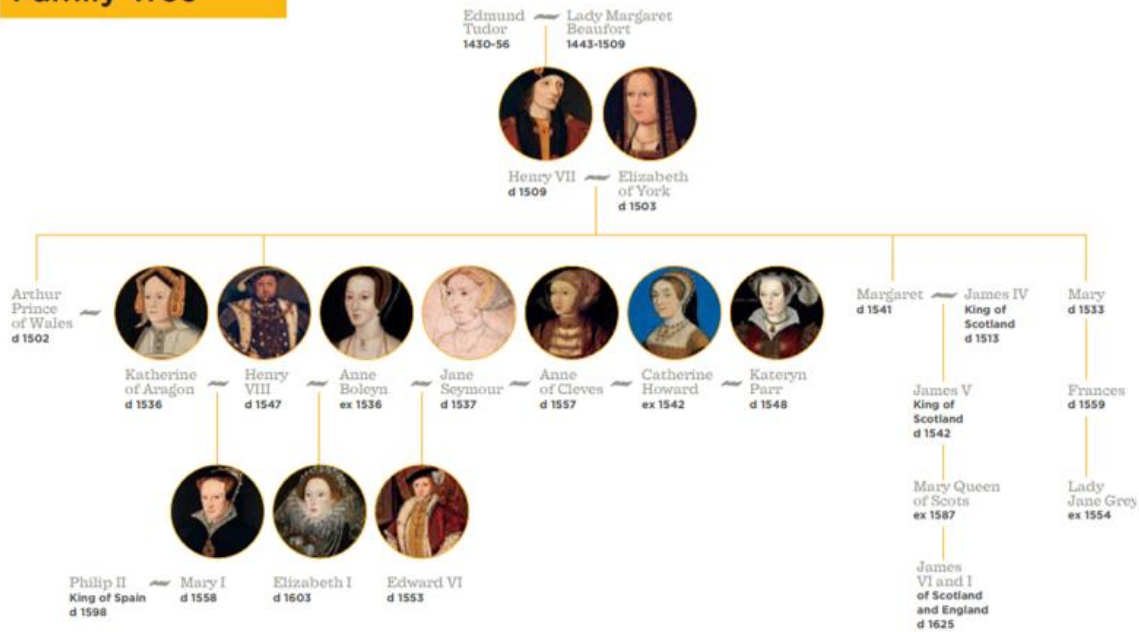 Family Tree
Edmund
Tudor
1430-56
Lady Margaret
Beaufort
1443-1509
Henry VII
d 1509
Elizabeth
of York
d 1503
Arthur
Prince
of Wales
d 1502
Katherine
of Aragon
d 1536
Henry
VIII
d 1547
Anne
Boleyn
ex 1536
Jane
Seymour
d 1537
Anne
of Cleves
d 1557
Catherine
Howard
ex 1542
Kateryn
Parr
d 1548
Margaret
d 1541
James IV
King of
Scotland
d 1513
Mary
d 1533
James V
King of
Scotland
d 1542
Frances
d 1559
Mary Queen
of Scots
ex 1587
Lady
Jane Grey
ex 1554
Philip II
King of Spain
d 1598
Mary I
d 1558
Elizabeth I
d 1603
Edward VI
d 1553
James
VI and I
of Scotland
and England
d 1625